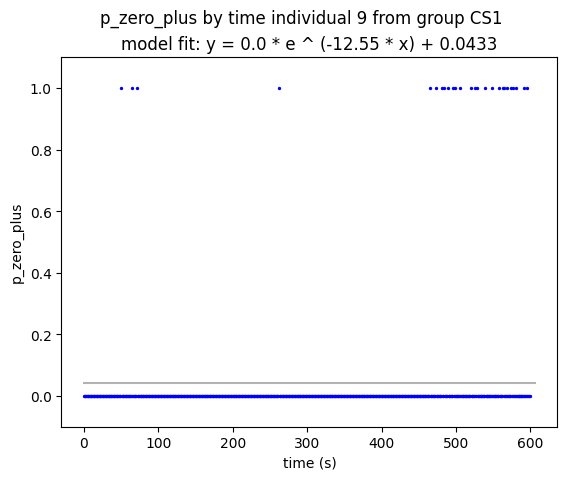 p_zero_plus by time individual 9 from group CS1
model fit: y = 0.0 * e ^ (-12.55 * x) + 0.0433
1.0
0.8
0.6
0.4
0.2
0.0
p_zero_plus
0 100 200 300 400 500 600
time (s)